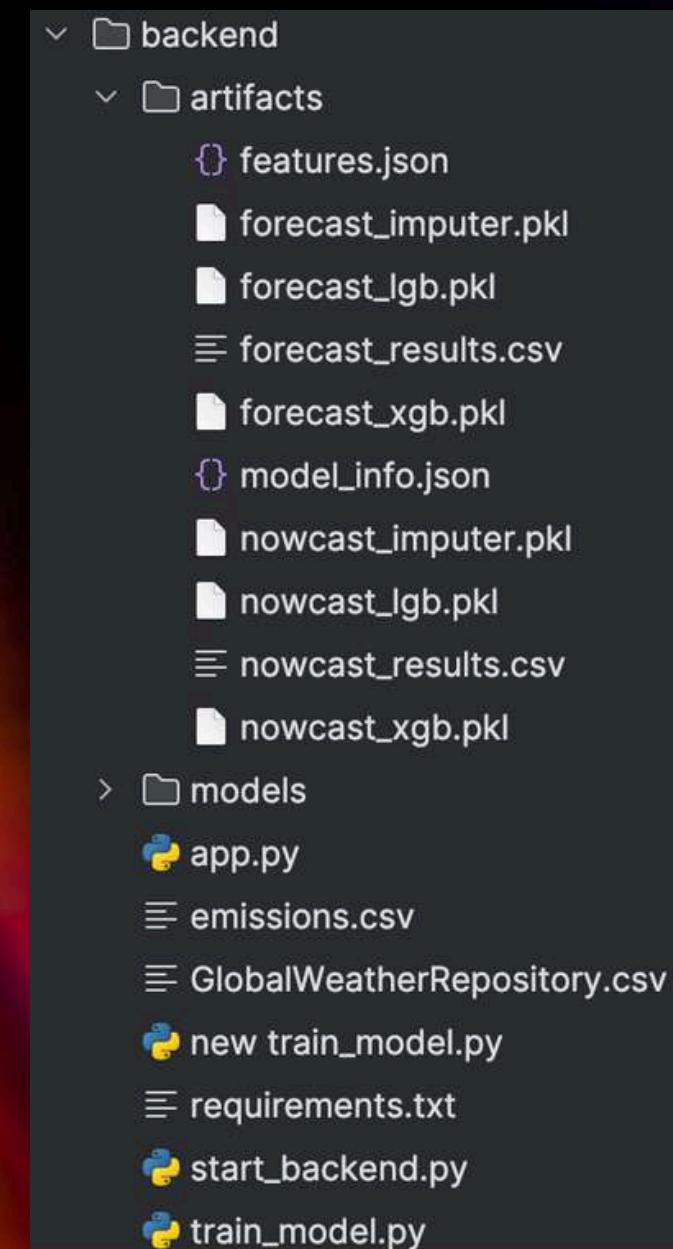 backend
artifacts
features.json
forecast_imputer.pkl
forecast_lgb.pkl
forecast_results.csv
forecast_xgb.pkl
model_info.json
nowcast_imputer.pkl
nowcast_lgb.pkl
nowcast_results.csv
nowcast_xgb.pkl
models
app.py
emissions.csv
GlobalWeatherRepository.csv
new train_model.py
requirements.txt
start_backend.py
train_model.py